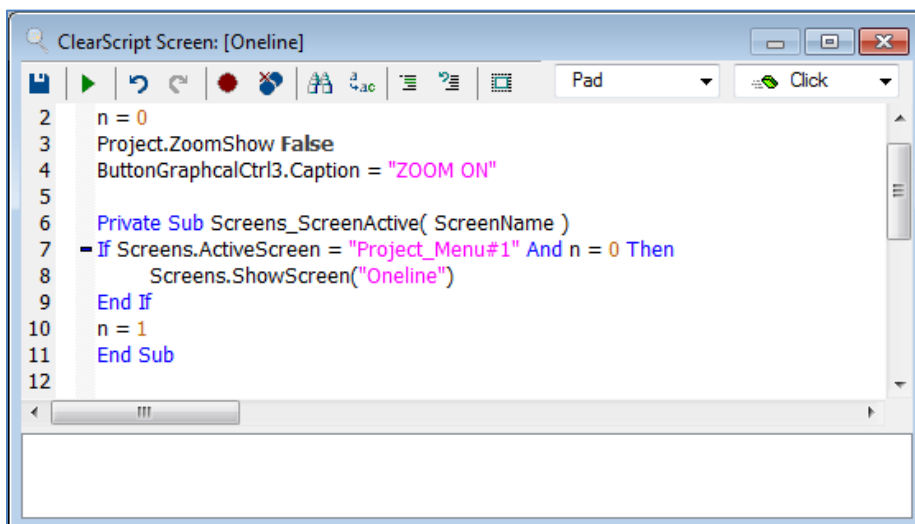 ClearScript Screen: [Oneline]
Pad Click
2 n = 0
3 Project.ZoomShow False
4 ButtonGraphcalCtrl3.Caption = "ZOOM ON"
5
6 Private Sub Screens_ScreenActive( ScreenName )
7 If Screens.ActiveScreen = "Project_Menu#1" And n = 0 Then
8 Screens.ShowScreen("Oneline")
9 End If
10 n = 1
11 End Sub
12